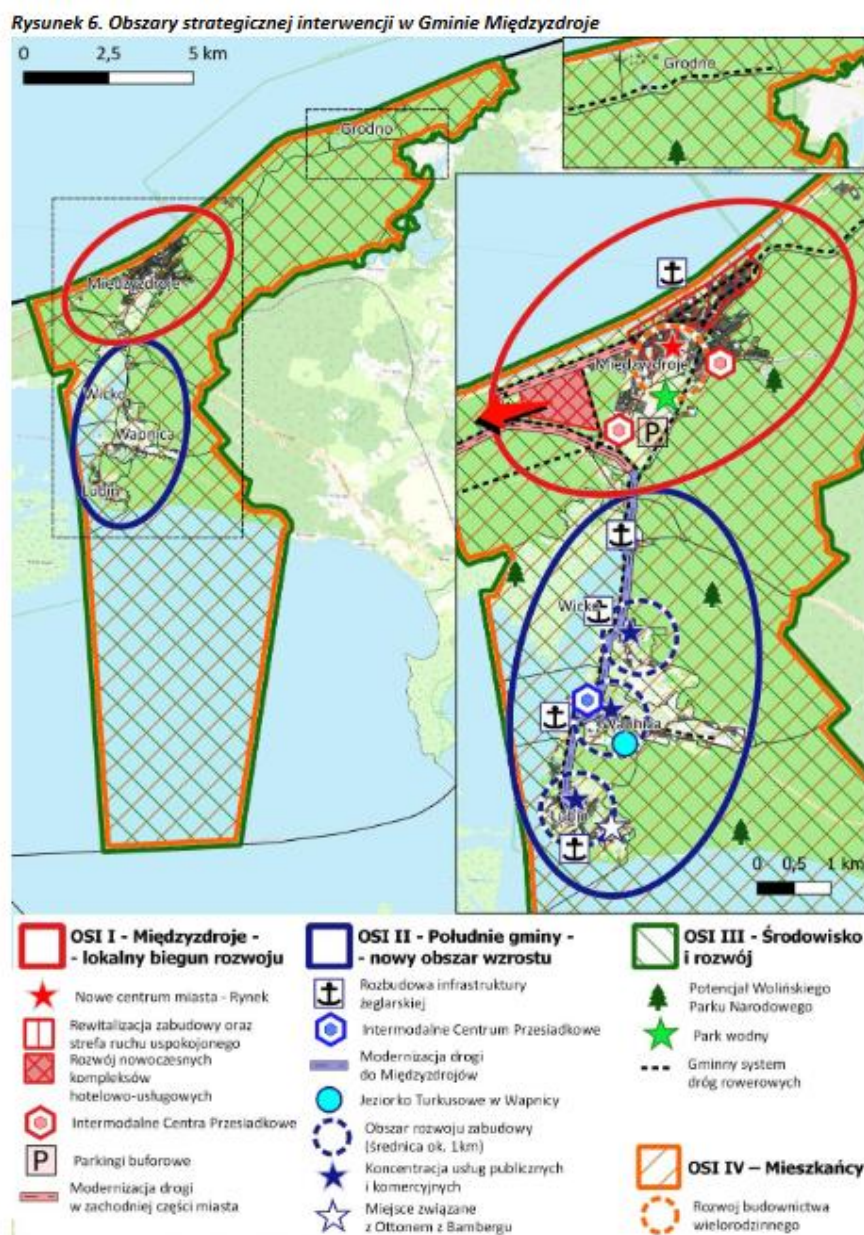 Rysunek 6. Obszary strategicznej interwencji w Gminie Międzyzdroje
0 2,5 5 km
Grodno
Międzyzdroje
Wicko
Wapnica
Lubin
Grodno
Międzyzdroje
P
Wicko
Wapnica
Lubin
0 0,5 1 km
OSI I - Międzyzdroje -
- lokalny biegun rozwoju
Nowe centrum miasta - Rynek
Rewitalizacja zabudowy oraz
strefa ruchu uspokojonego
Rozwój nowoczesnych
kompleksów
hotelowo-usługowych
Intermodalne Centra Przesiadkowe
P
Parkingi buforowe
Modernizacja drogi
w zachodniej części miasta
OSI II - Południe gminy -
- nowy obszar wzrostu
Rozbudowa infrastruktury
żeglarskiej
Intermodalne Centrum Przesiadkowe
Modernizacja drogi
do Międzyzdrojów
Jeziorko Turkusowe w Wapnicy
Obszar rozwoju zabudowy
(średnica ok. 1km)
Koncentracja usług publicznych
i komercyjnych
Miejsce związane
z Ottonem z Bambergu
OSI III - Środowisko
i rozwój
Potencjał Wolińskiego
Parku Narodowego
Park wodny
Gminny system
dróg rowerowych
OSI IV – Mieszkańcy
Rozwój budownictwa
wielorodzinnego